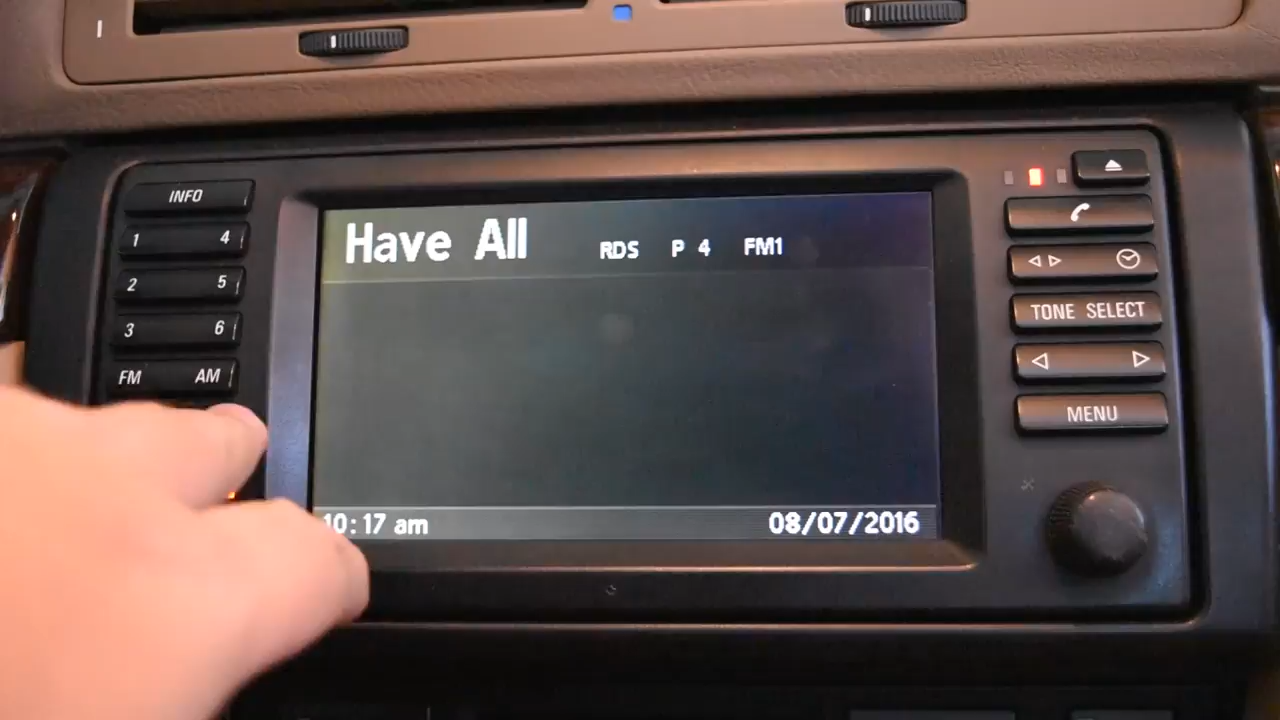 INFO
1 4
2 5
3 6
FM AM
Have All RDS P 4 FM1
10:17 am 08/07/2016
TONE SELECT
MENU